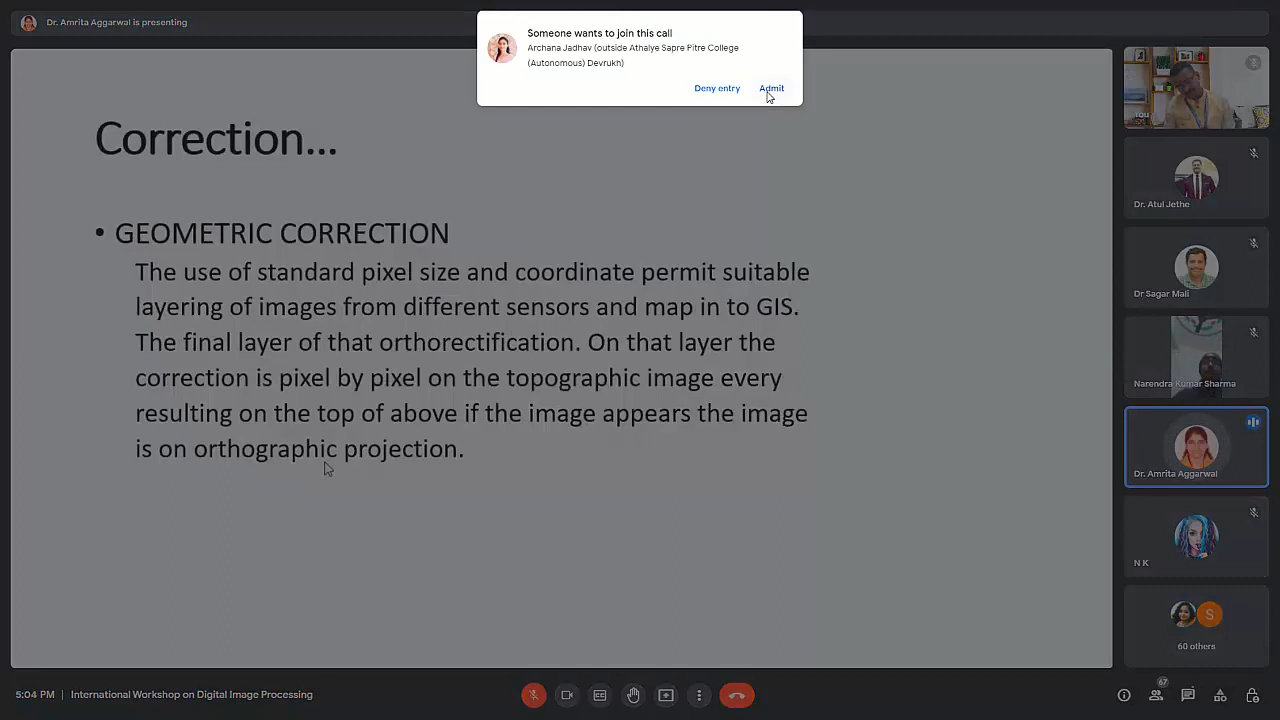 Dr. Amrita Aggarwal is presenting
Someone wants to join this call
Archana Jadhav (outside Athalye Sapre Pitre College
(Autonomous) Devrukh)
Deny entry
Admit
Correction...
• GEOMETRIC CORRECTION
The use of standard pixel size and coordinate permit suitable
layering of images from different sensors and map in to GIS.
The final layer of that orthorectification. On that layer the
correction is pixel by pixel on the topographic image every
resulting on the top of above if the image appears the image
is on orthographic projection.
You
Dr. Atul Jethe
Dr Sagar Mali
Narendra Kumar Sharma
Dr. Amrita Aggarwal
N K
S
60 others
5:04 PM | International Workshop on Digital Image Processing
67